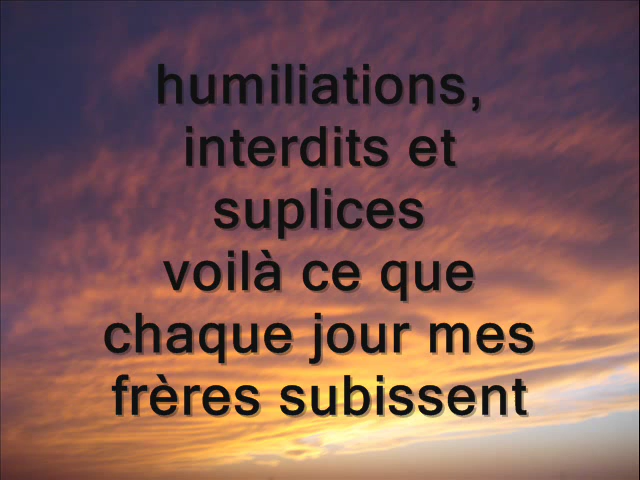 humiliations,
interdits et
suplices
voilà ce que
chaque jour mes
frères subissent